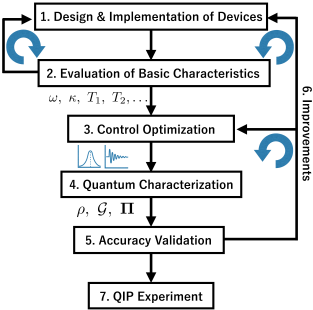 1. Design & Implementation of Devices
2. Evaluation of Basic Characteristics
ω, κ, T₁, T₂,...
3. Control Optimization
4. Quantum Characterization
ρ, 𝒢, Π
5. Accuracy Validation
6. Improvements
7. QIP Experiment